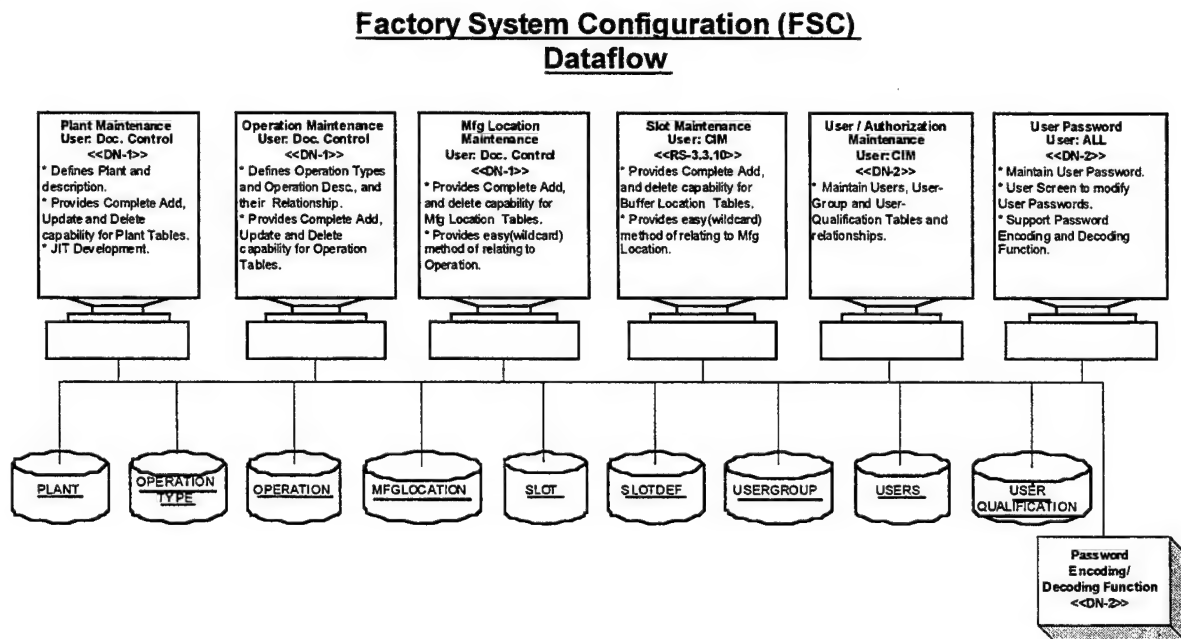 Factory System Configuration (FSC)
Dataflow
Plant Maintenance
User: Doc. Control
<<DN-1>>
* Defines Plant and
description.
* Provides Complete Add,
Update and Delete
capability for Plant Tables.
* JIT Development.
Operation Maintenance
User: Doc. Control
<<DN-1>>
* Defines Operation Types
and Operation Desc., and
their Relationship.
* Provides Complete Add,
Update and Delete
capability for Operation
Tables.
Mfg Location
Maintenance
User: Doc. Control
<<DN-1>>
* Provides Complete Add,
and delete capability for
Mfg Location Tables.
* Provides easy(wildcard)
method of relating to
Operation.
Slot Maintenance
User: CIM
<<RS-3.3.10>>
* Provides Complete Add,
and delete capability for
Buffer Location Tables.
* Provides easy(wildcard)
method of relating to Mfg
Location.
User / Authorization
Maintenance
User: CIM
<<DN-2>>
* Maintain Users, User-
Group and User-
Qualification Tables and
relationships.
User Password
User: ALL
<<DN-2>>
* Maintain User Password.
* User Screen to modify
User Passwords.
* Support Password
Encoding and Decoding
Function.
PLANT
OPERATION
TYPE
OPERATION
MFGLOCATION
SLOT
SLOTDEF
USERGROUP
USERS
USER
QUALIFICATION
Password
Encoding/
Decoding Function
<<DN-2>>